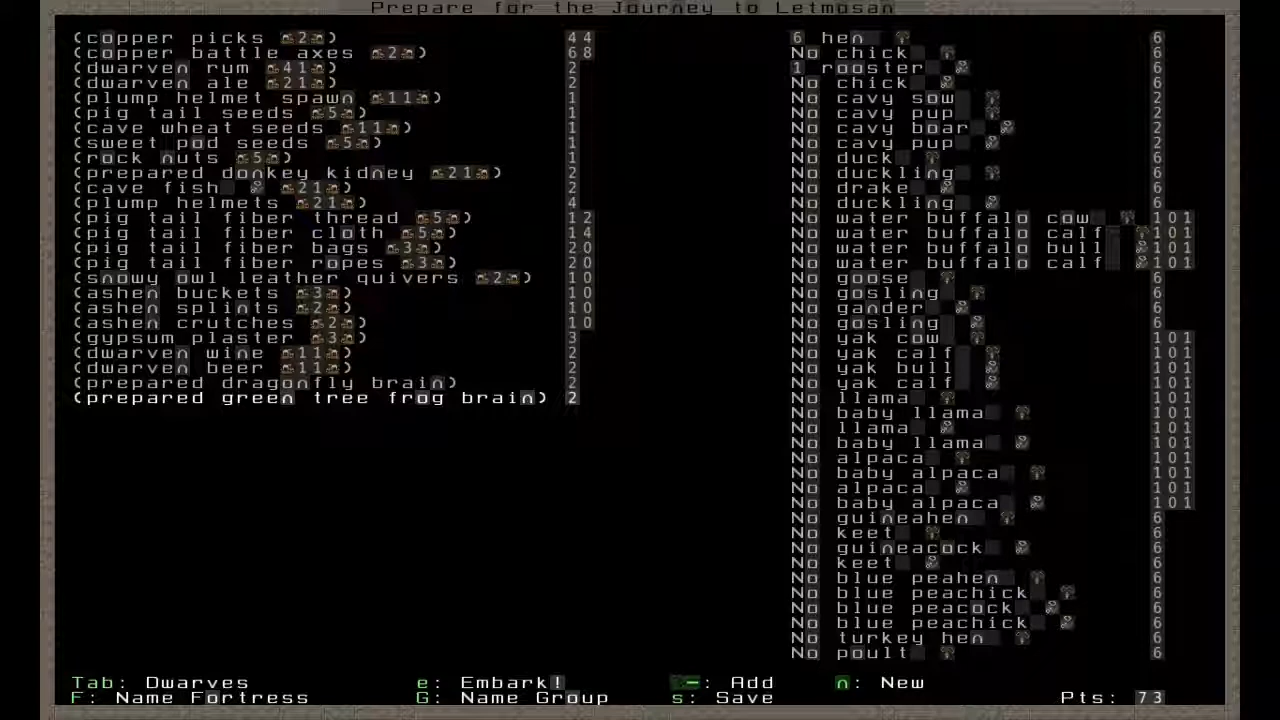 Prepare for the Journey to Letmosan
(copper picks [2]) 44
(copper battle axes [2]) 68
(dwarven rum [41]) 2
(dwarven ale [21]) 2
(plump helmet spawn [11]) 1
(pig tail seeds [5]) 1
(cave wheat seeds [11]) 1
(sweet pod seeds [5]) 1
(rock nuts [5]) 1
(prepared donkey kidney [21]) 2
(cave fish [21]) 2
(plump helmets [21]) 4
(pig tail fiber thread [5]) 12
(pig tail fiber cloth [5]) 14
(pig tail fiber bags [3]) 20
(pig tail fiber ropes [3]) 20
(snowy owl leather quivers [2]) 10
(ashen buckets [3]) 10
(ashen splints [2]) 10
(ashen crutches [2]) 10
(gypsum plaster [3]) 3
(dwarven wine [11]) 2
(dwarven beer [11]) 2
(prepared dragonfly brain) 2
(prepared green tree frog brain) 2
6 hen 6
No chick 6
1 rooster 6
No chick 6
No cavy sow 2
No cavy pup 2
No cavy boar 2
No cavy pup 2
No duck 6
No duckling 6
No drake 6
No duckling 6
No water buffalo cow 101
No water buffalo calf 101
No water buffalo bull 101
No water buffalo calf 101
No goose 6
No gosling 6
No gander 6
No gosling 6
No yak cow 101
No yak calf 101
No yak bull 101
No yak calf 101
No llama 101
No baby llama 101
No llama 101
No baby llama 101
No alpaca 101
No baby alpaca 101
No alpaca 101
No baby alpaca 101
No guineahen 6
No keet 6
No guineacock 6
No keet 6
No blue peahen 6
No blue peachick 6
No blue peacock 6
No blue peachick 6
No turkey hen 6
No poult 6
Tab: Dwarves e: Embark! : Add n: New
F: Name Fortress G: Name Group s: Save Pts: 73